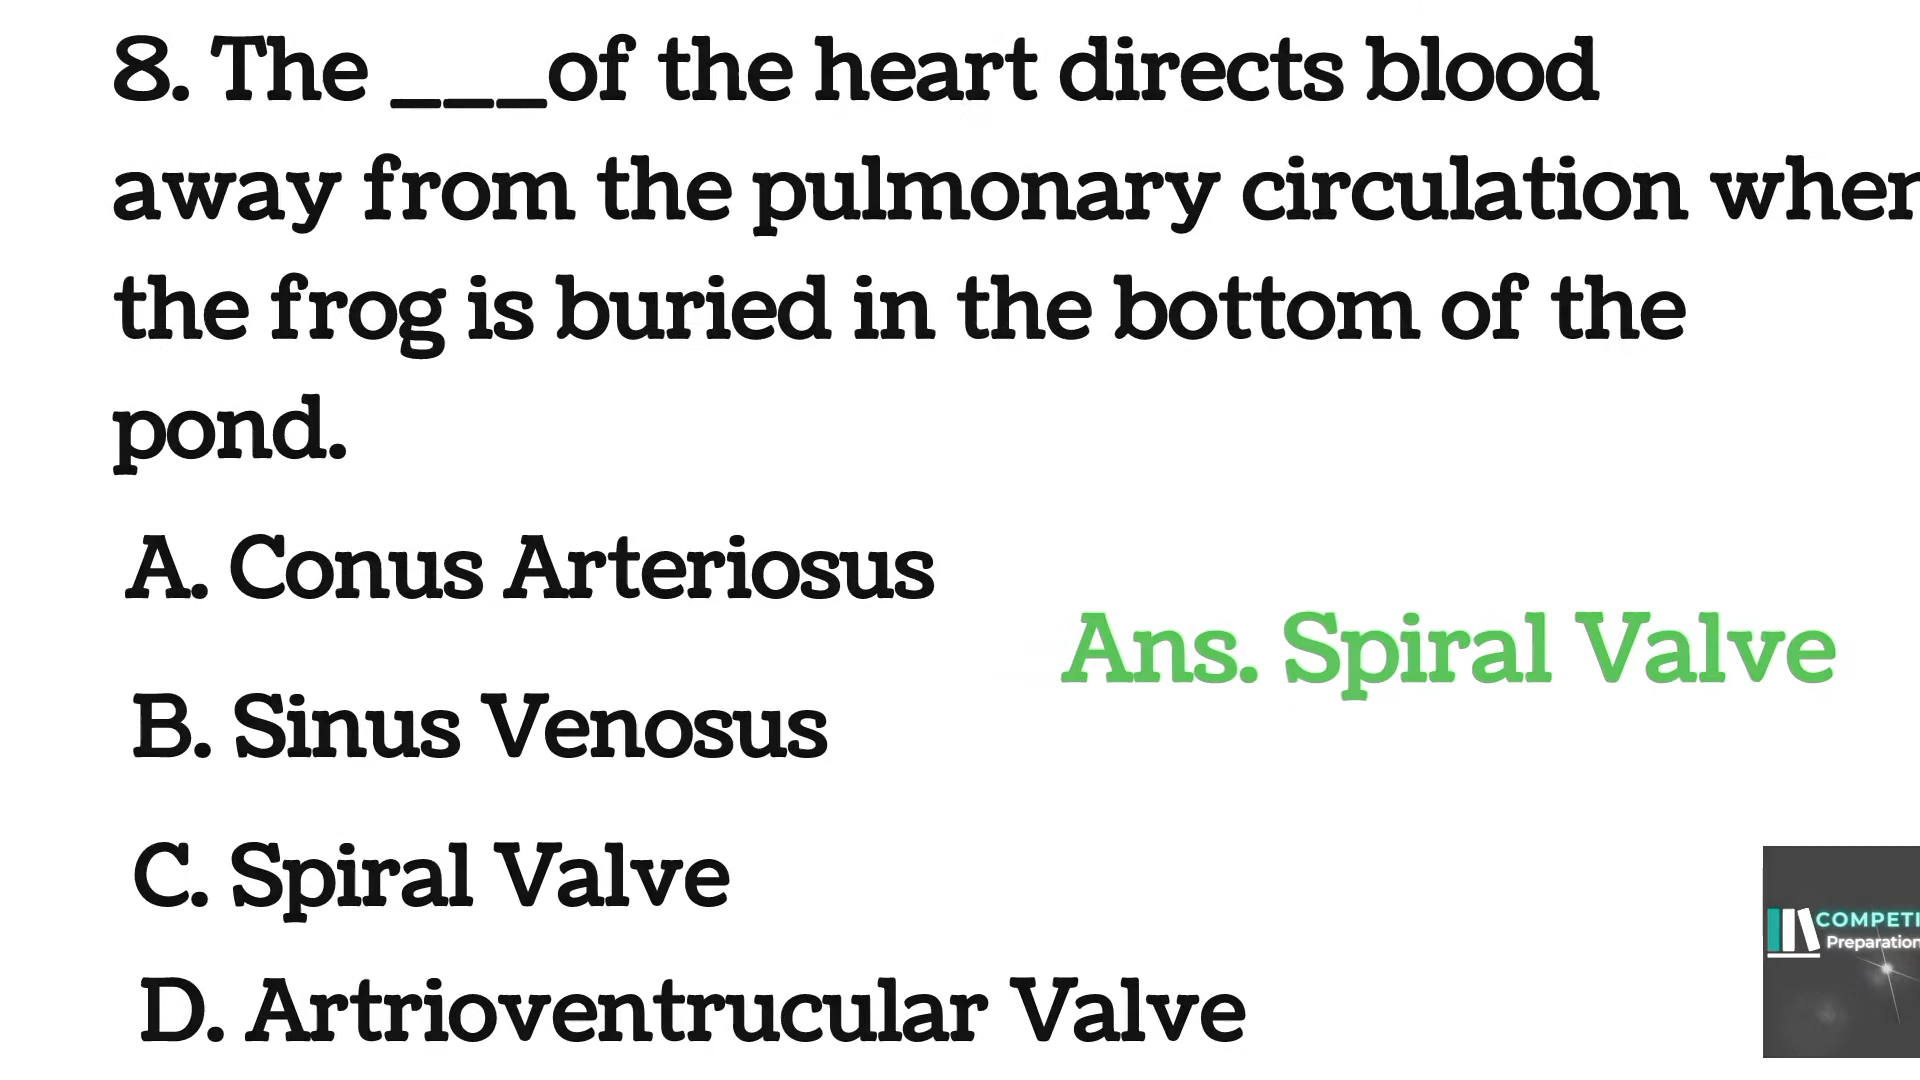 8. The ___of the heart directs blood
away from the pulmonary circulation when
the frog is buried in the bottom of the
pond.
A. Conus Arteriosus
Ans. Spiral Valve
B. Sinus Venosus
C. Spiral Valve
D. Artrioventrucular Valve
COMPETI
Preparation